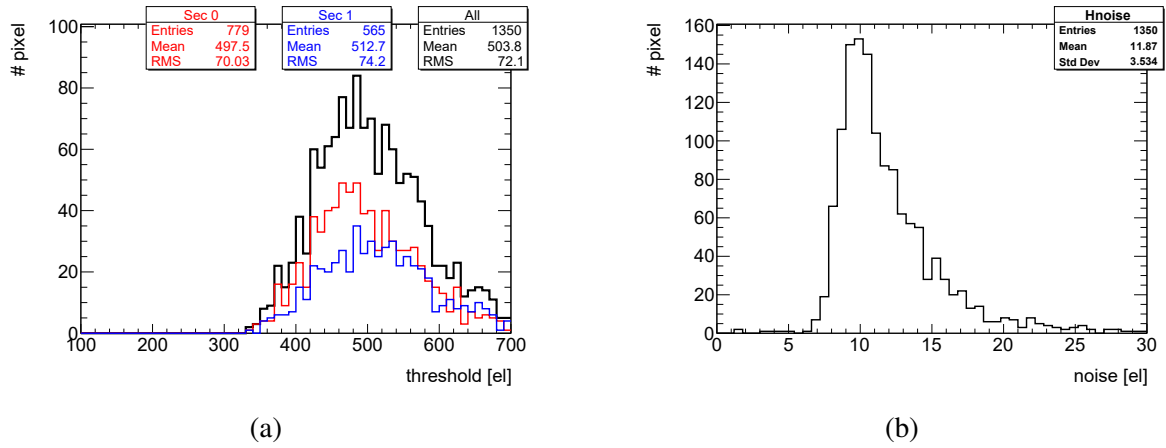 Sec 0
Entries 779
Mean 497.5
RMS 70.03
Sec 1
Entries 565
Mean 512.7
RMS 74.2
All
Entries 1350
Mean 503.8
RMS 72.1
# pixel
100
80
60
40
20
0
100 200 300 400 500 600 700
threshold [el]
(a)
Hnoise
Entries 1350
Mean 11.87
Std Dev 3.534
# pixel
160
140
120
100
80
60
40
20
0
0 5 10 15 20 25 30
noise [el]
(b)